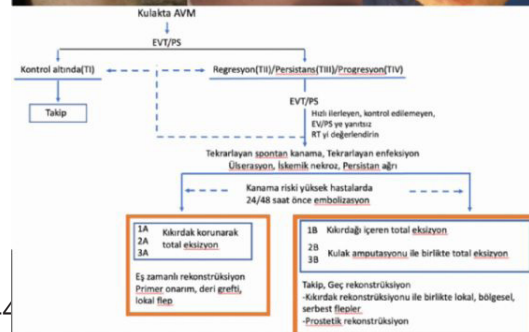 Kulakta AVM
EVT/PS
Kontrol altında(TI)
Regresyon(TII)/Persistans(TIII)/Progresyon(TIV)
Takip
EVT/PS
Hızlı ilerleyen, kontrol edilemeyen,
EV/PS ye yanıtsız
RT yi değerlendirin
Tekrarlayan spontan kanama, Tekrarlayan enfeksiyon
Ülserasyon, İskemik nekroz, Persistan ağrı
Kanama riski yüksek hastalarda
24/48 saat önce embolizasyon
1A
2A
3A
Kıkırdak korunarak
total eksizyon
Eş zamanlı rekonstrüksiyon
Primer onarım, deri grefti,
lokal flep
1B Kıkırdağı içeren total eksizyon
2B
3B
Kulak amputasyonu ile birlikte total eksizyon
Takip, Geç rekonstrüksiyon
-Kıkırdak rekonstrüksiyonu ile birlikte lokal, bölgesel,
serbest flepler
-Prostetik rekonstrüksiyon